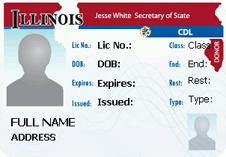 ILLINOIS Jesse White Secretary of State
CDL
Lic No.: Lic No.: Class: Class
DOB: DOB: End: End:
Expires: Expires: Rest: Rest:
Issued: Issued: Type: Type:
DONOR
FULL NAME
ADDRESS